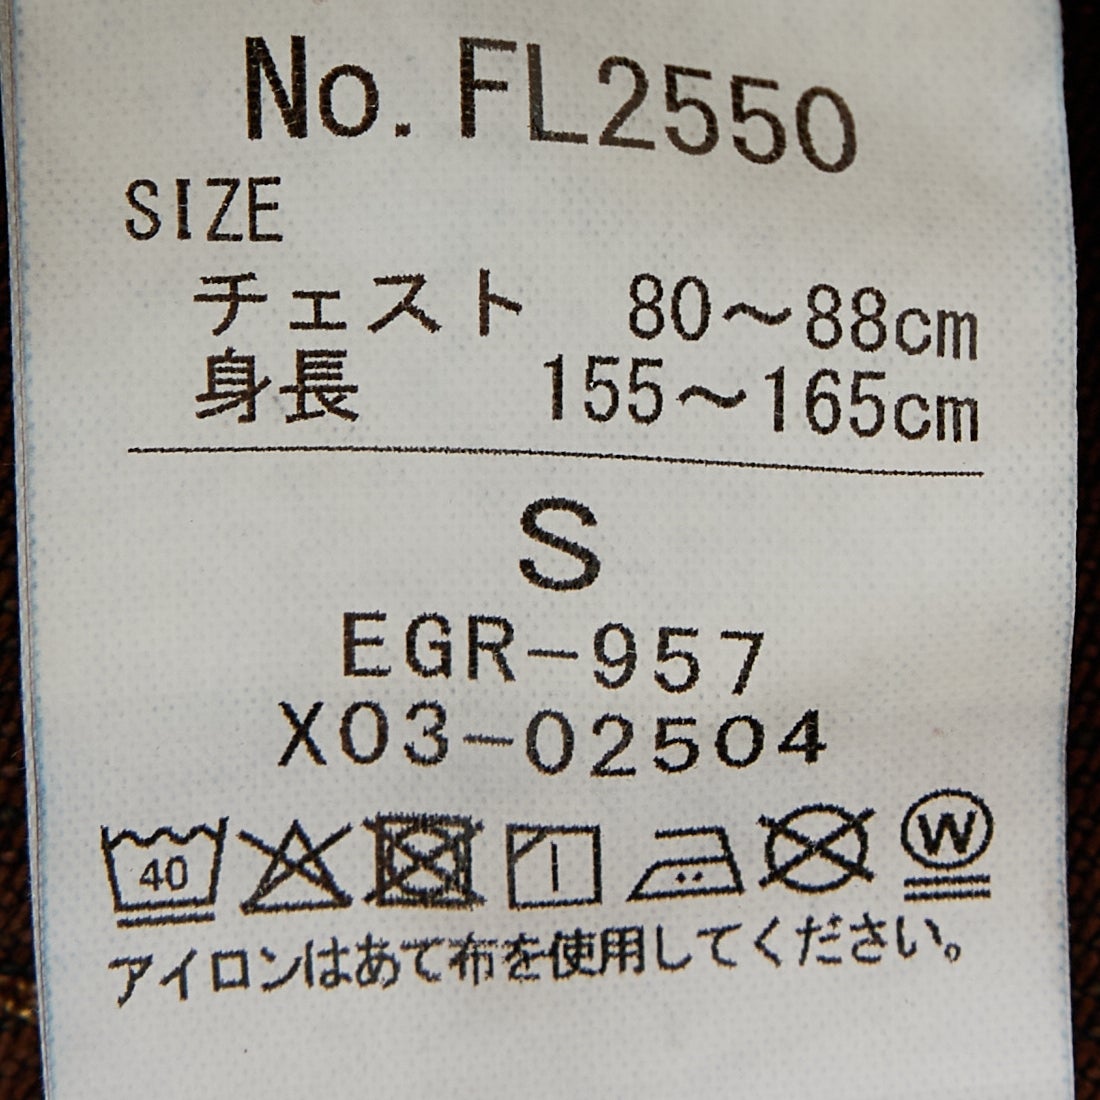 No. FL2550
SIZE
チェスト 80～88cm
身長 155～165cm
S
EGR-957
X03-02504
40 W
アイロンはあて布を使用してください。